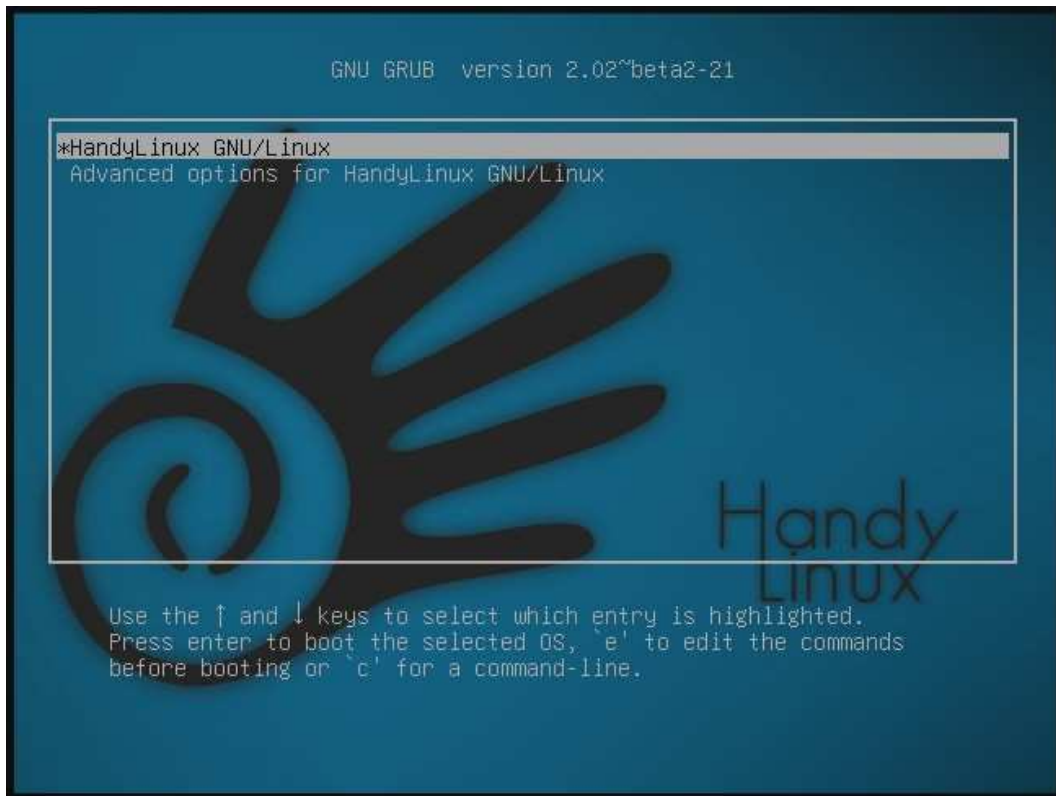 GNU GRUB version 2.02~beta2-21
*HandyLinux GNU/Linux
Advanced options for HandyLinux GNU/Linux
Handy
Linux
Use the ↑ and ↓ keys to select which entry is highlighted.
Press enter to boot the selected OS, `e' to edit the commands
before booting or `c' for a command-line.